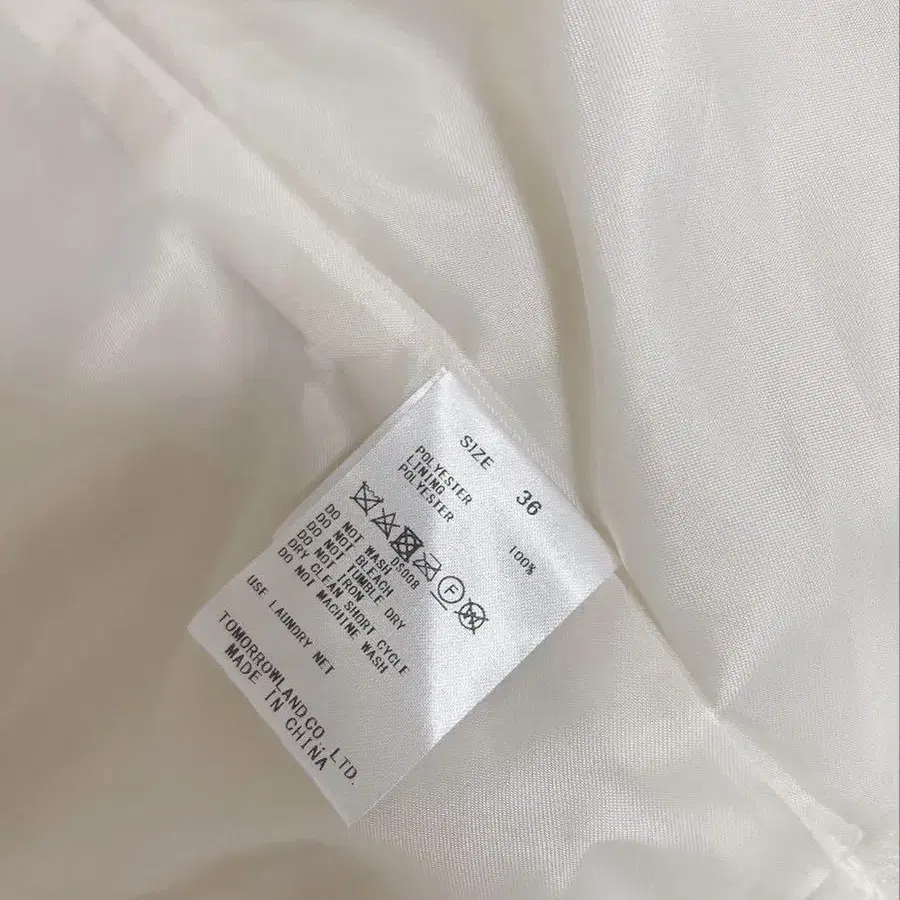 SIZE 36
POLYESTER 100%
LINING
POLYESTER
DO NOT WASH DS008
DO NOT BLEACH
DO NOT TUMBLE DRY
DO NOT IRON
DRY CLEAN SHORT CYCLE
DO NOT MACHINE WASH
USE LAUNDRY NET
TOMORROWLAND CO., LTD.
MADE IN CHINA